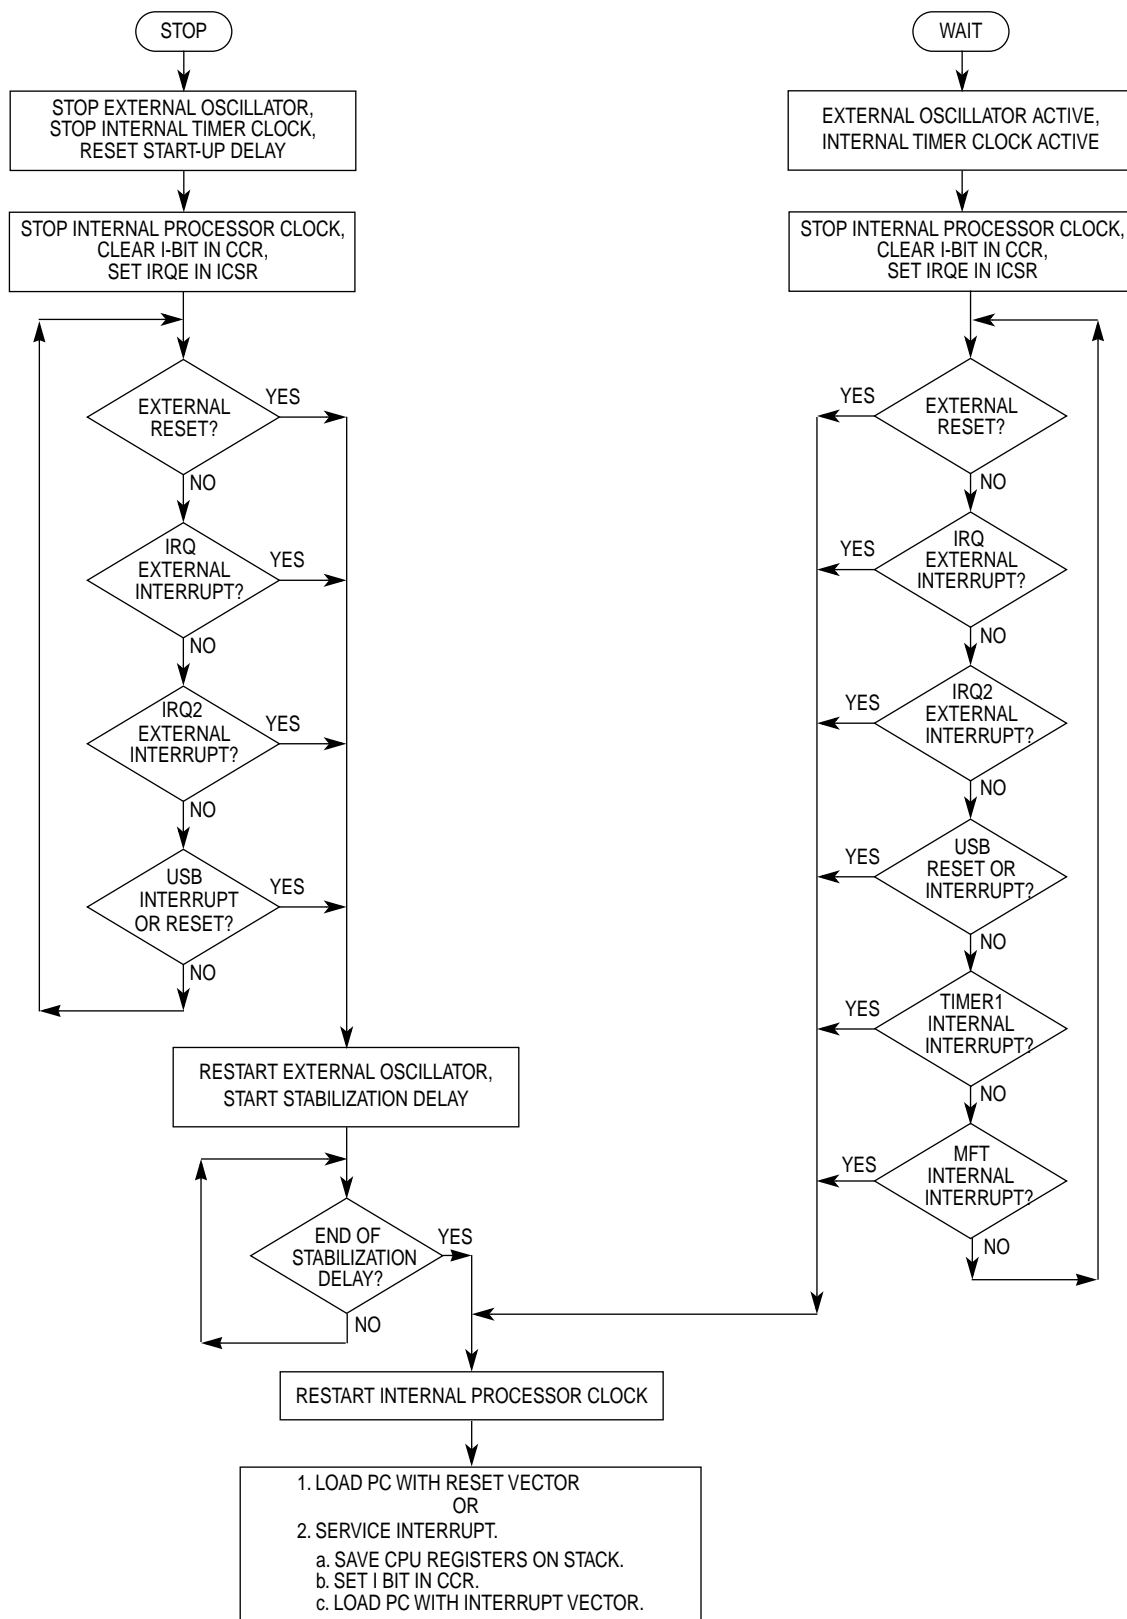 STOP
STOP EXTERNAL OSCILLATOR,
STOP INTERNAL TIMER CLOCK,
RESET START-UP DELAY
STOP INTERNAL PROCESSOR CLOCK,
CLEAR I-BIT IN CCR,
SET IRQE IN ICSR
EXTERNAL
RESET?
YES
NO
IRQ
EXTERNAL
INTERRUPT?
YES
NO
IRQ2
EXTERNAL
INTERRUPT?
YES
NO
USB
INTERRUPT
OR RESET?
YES
NO
RESTART EXTERNAL OSCILLATOR,
START STABILIZATION DELAY
END OF
STABILIZATION
DELAY?
YES
NO
WAIT
EXTERNAL OSCILLATOR ACTIVE,
INTERNAL TIMER CLOCK ACTIVE
STOP INTERNAL PROCESSOR CLOCK,
CLEAR I-BIT IN CCR,
SET IRQE IN ICSR
YES
EXTERNAL
RESET?
NO
YES
IRQ
EXTERNAL
INTERRUPT?
NO
YES
IRQ2
EXTERNAL
INTERRUPT?
NO
YES
USB
RESET OR
INTERRUPT?
NO
YES
TIMER1
INTERNAL
INTERRUPT?
NO
YES
MFT
INTERNAL
INTERRUPT?
NO
RESTART INTERNAL PROCESSOR CLOCK
1. LOAD PC WITH RESET VECTOR
OR
2. SERVICE INTERRUPT.
a. SAVE CPU REGISTERS ON STACK.
b. SET I BIT IN CCR.
c. LOAD PC WITH INTERRUPT VECTOR.